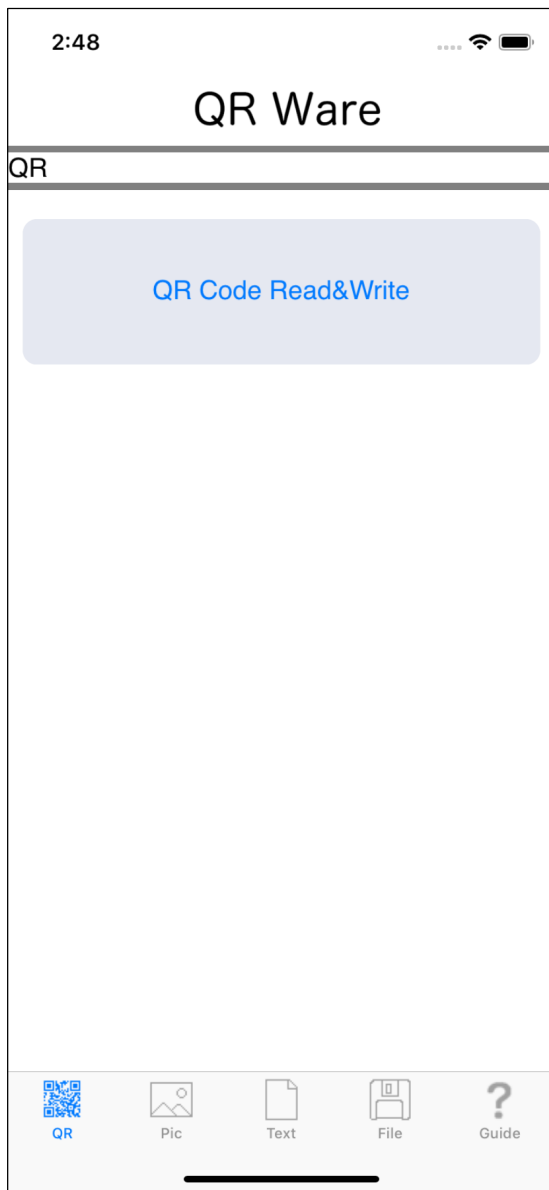 2:48
QR Ware
QR
QR Code Read&Write
QR Pic Text File Guide